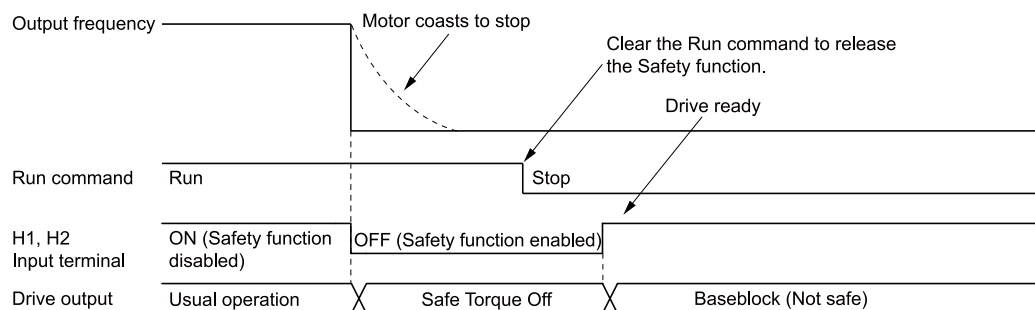 Output frequency
Motor coasts to stop
Clear the Run command to release
the Safety function.
Drive ready
Run command
Run
Stop
H1, H2
Input terminal
ON (Safety function
disabled)
OFF (Safety function enabled)
Drive output
Usual operation
Safe Torque Off
Baseblock (Not safe)